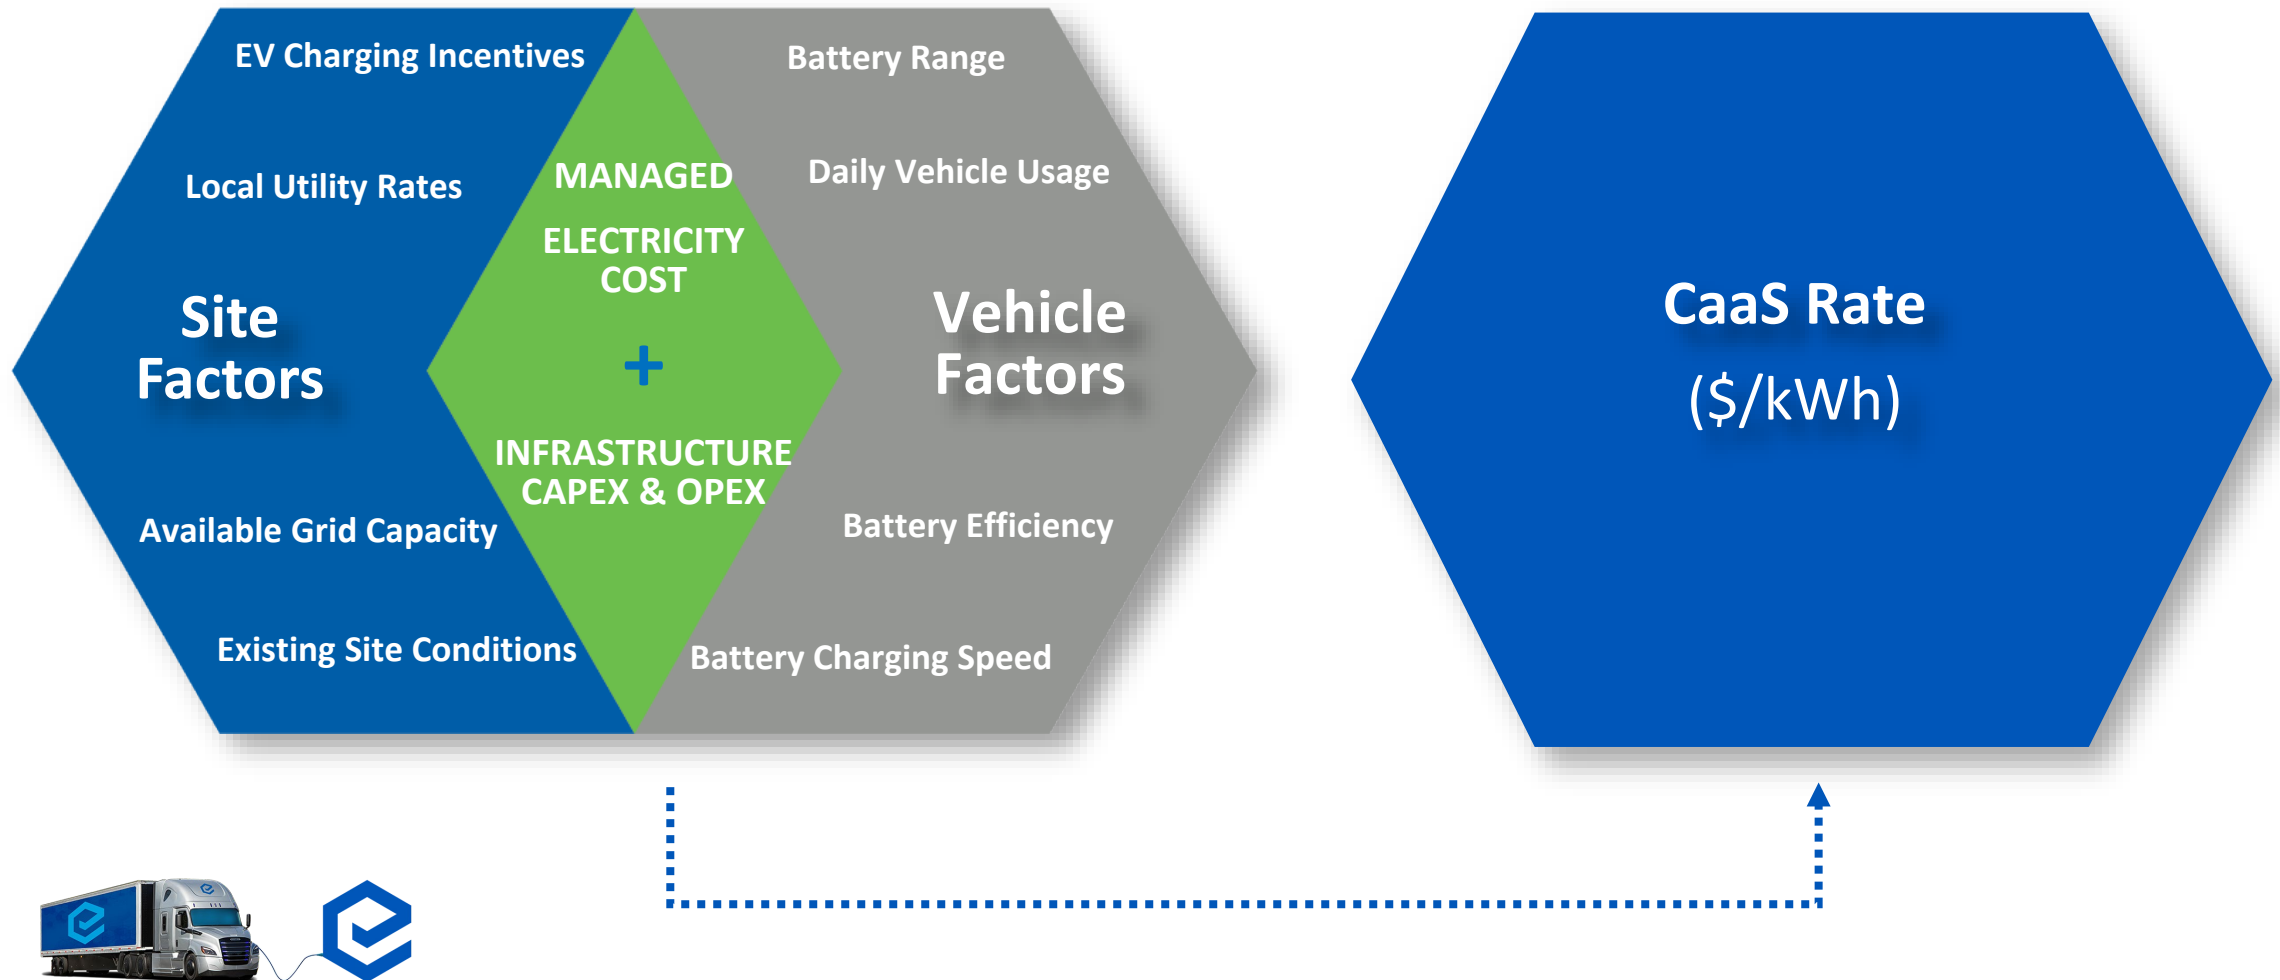 EV Charging Incentives
Local Utility Rates
Site
Factors
Available Grid Capacity
Existing Site Conditions
MANAGED
ELECTRICITY
COST
+
INFRASTRUCTURE
CAPEX & OPEX
Battery Range
Daily Vehicle Usage
Vehicle
Factors
Battery Efficiency
Battery Charging Speed
CaaS Rate
($/kWh)